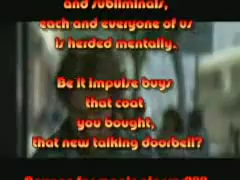 and subliminals,
each and everyone of us
is herded mentally.
Be it impulse buys
that coat
you bought,
that new talking doorbell?